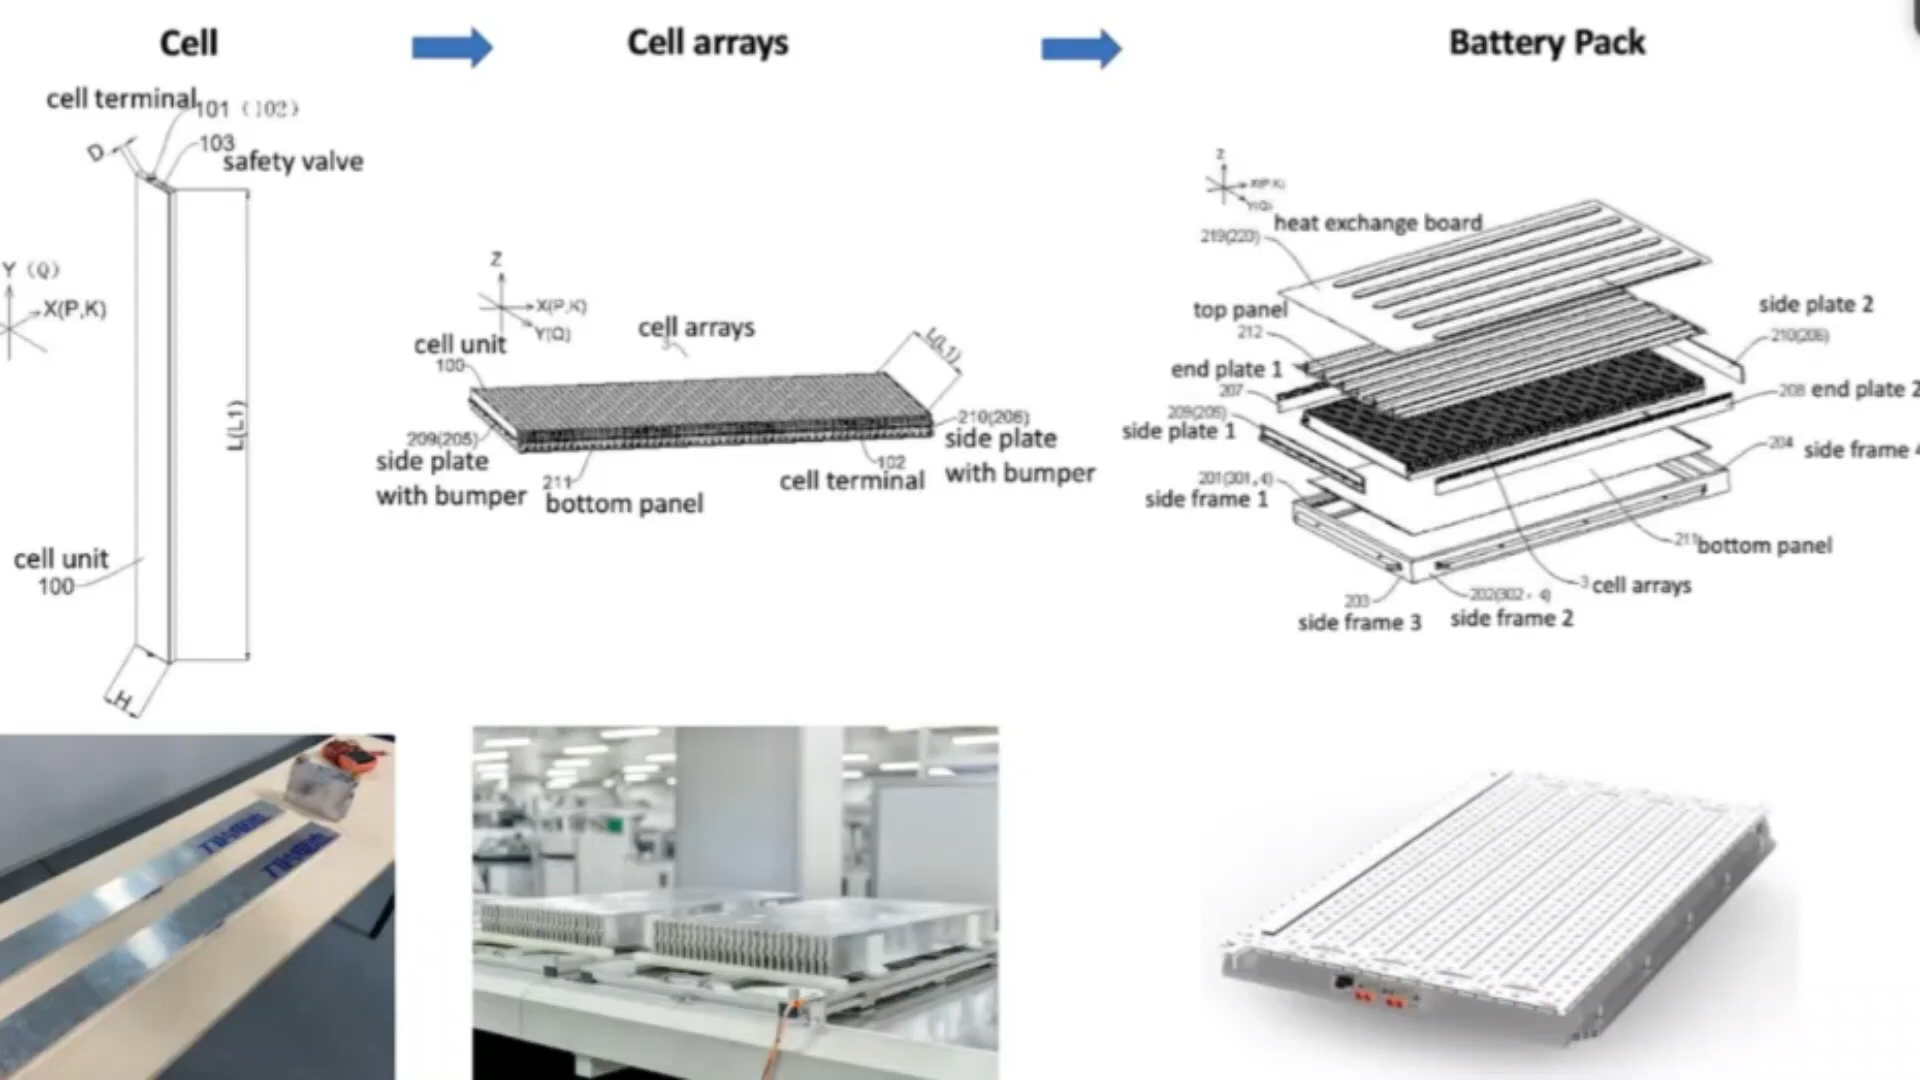 Cell
Cell arrays
Battery Pack
cell terminal
101 (102)
D
103
safety valve
Y (Q)
X(P,K)
L(L1)
cell unit
100
H
Z
X(P,K)
Y(Q)
cell arrays
3
cell unit
100
L(L1)
209(205)
side plate
with bumper
211
bottom panel
102
cell terminal
210(206)
side plate
with bumper
Z
X(P,K)
Y(Q)
heat exchange board
219(220)
top panel
212
side plate 2
210(206)
end plate 1
207
208 end plate 2
209(205)
side plate 1
204 side frame 4
201(301,4)
side frame 1
211 bottom panel
3 cell arrays
203
side frame 3
202(302,4)
side frame 2